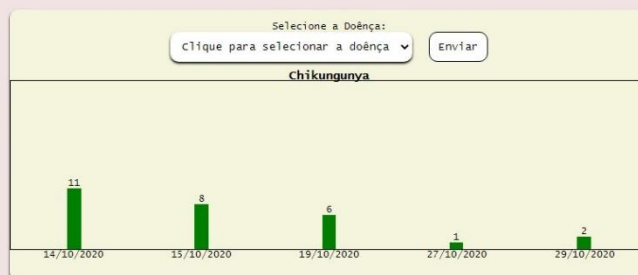 Selecione a Doênça:
Clique para selecionar a doênça
Enviar
Chikungunya
11
8
6
1
2
14/10/2020
15/10/2020
19/10/2020
27/10/2020
29/10/2020